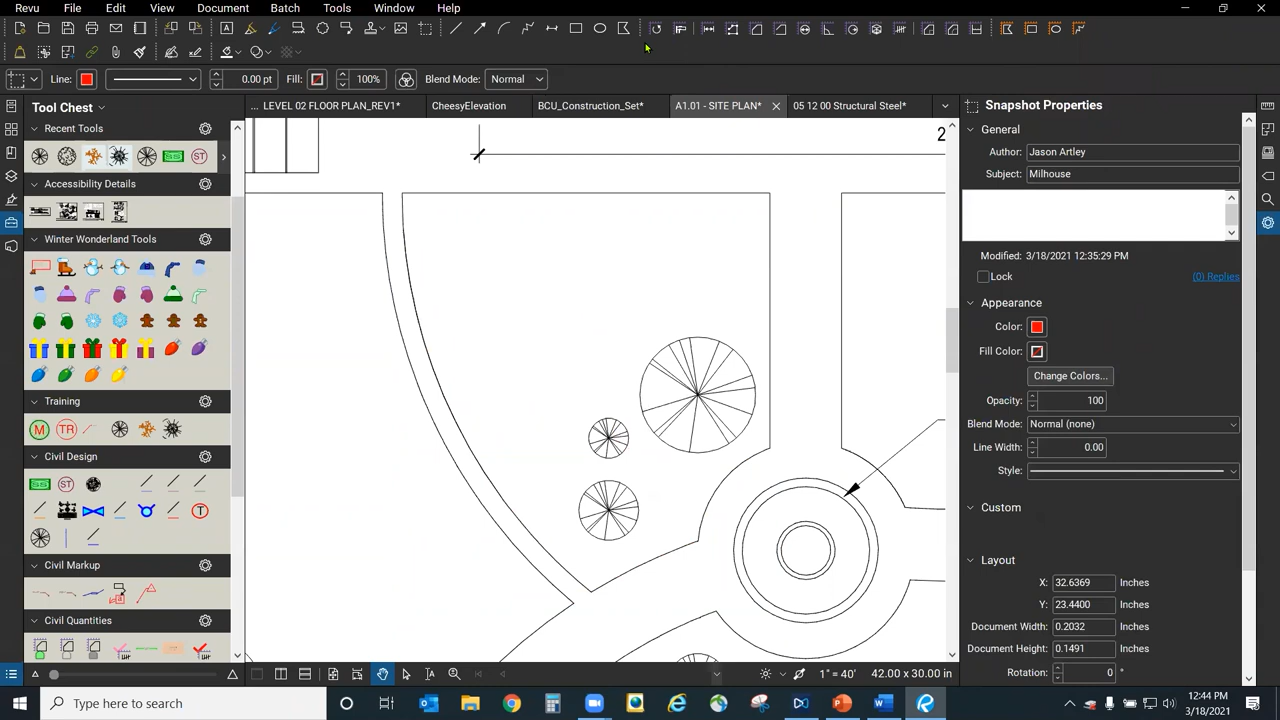 Revu File Edit View Document Batch Tools Window Help
Line: 0.00 pt Fill: 100% Blend Mode: Normal
Tool Chest
... LEVEL 02 FLOOR PLAN_REV1* CheesyElevation BCU_Construction_Set* A1.01 - SITE PLAN* 05 12 00 Structural Steel*
Snapshot Properties
Recent Tools
SS ST
Accessibility Details
Winter Wonderland Tools
Training
M TR
Civil Design
SS ST
T
Civil Markup
Civil Quantities
2
General
Author: Jason Artley
Subject: Milhouse
Modified: 3/18/2021 12:35:29 PM
Lock (0) Replies
Appearance
Color:
Fill Color:
Change Colors...
Opacity: 100
Blend Mode: Normal (none)
Line Width: 0.00
Style:
Custom
Layout
X: 32.6369 Inches
Y: 23.4400 Inches
Document Width: 0.2032 Inches
Document Height: 0.1491 Inches
Rotation: 0 °
1" = 40' 42.00 x 30.00 in
Type here to search
12:44 PM
3/18/2021